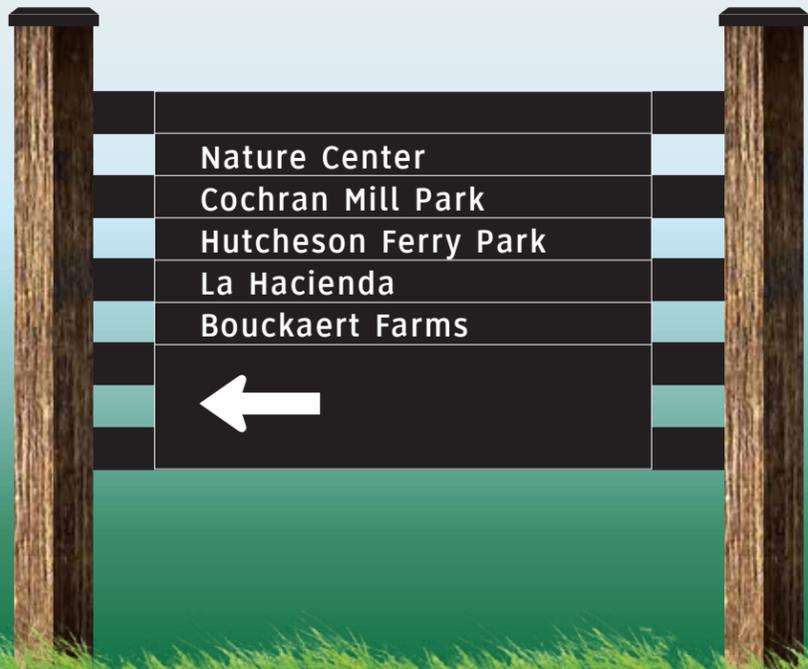 Nature Center
Cochran Mill Park
Hutcheson Ferry Park
La Hacienda
Bouckaert Farms